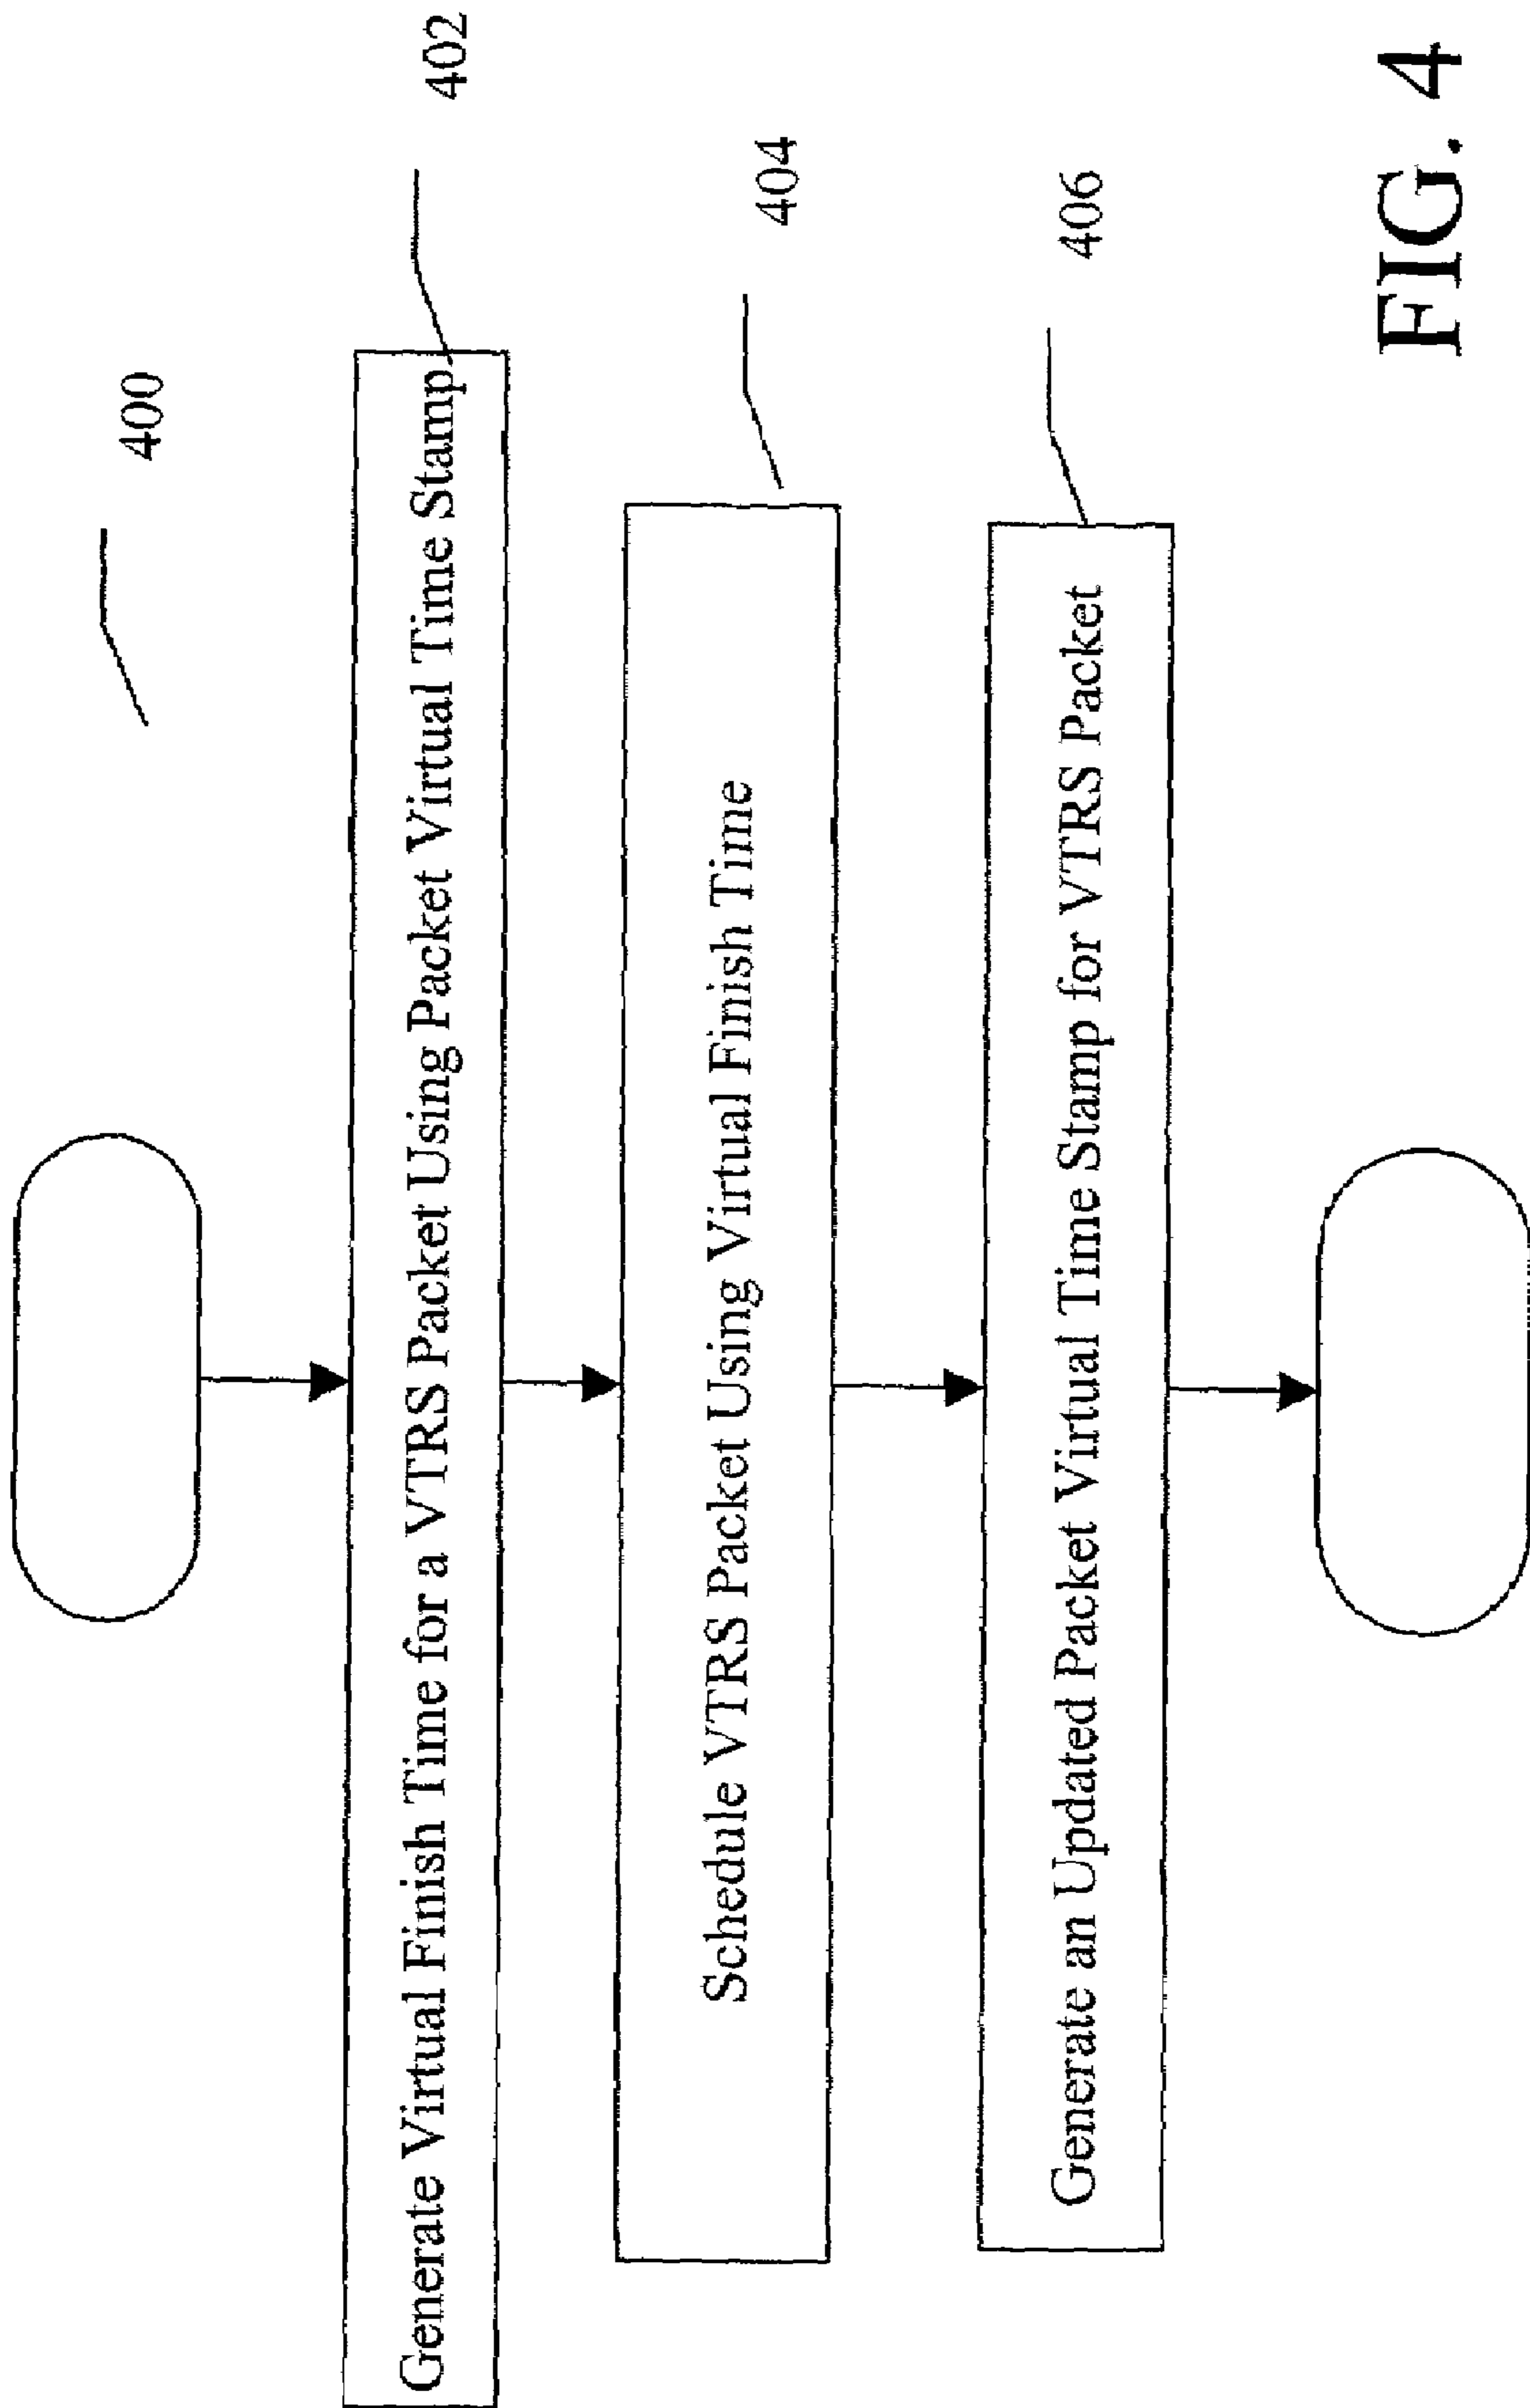 400
Generate Virtual Finish Time for a VTRS Packet Using Packet Virtual Time Stamp
402
Schedule VTRS Packet Using Virtual Finish Time
404
Generate an Updated Packet Virtual Time Stamp for VTRS Packet
406
FIG. 4